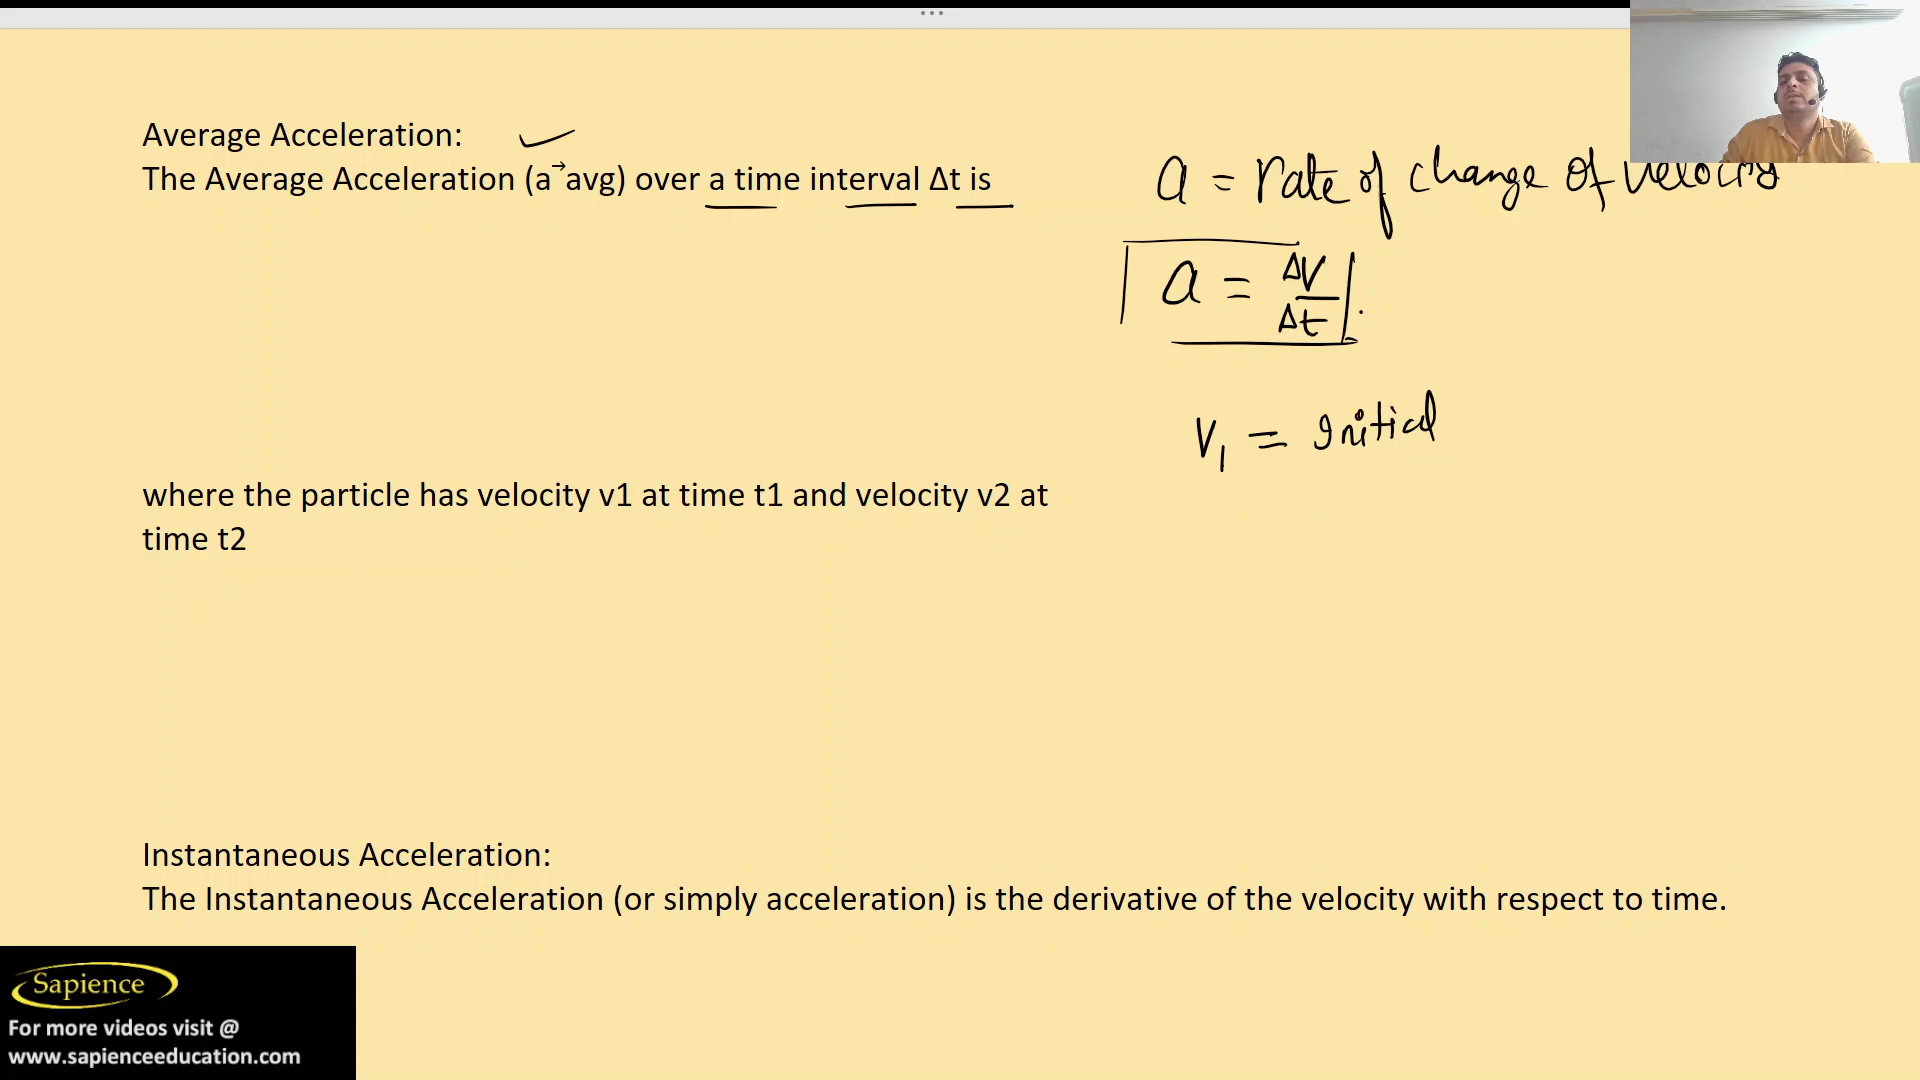 Average Acceleration:
The Average Acceleration (a→avg) over a time interval Δt is
a = rate of change of velocity
a = ΔV/Δt
V1 = Initial
where the particle has velocity v1 at time t1 and velocity v2 at
time t2
Instantaneous Acceleration:
The Instantaneous Acceleration (or simply acceleration) is the derivative of the velocity with respect to time.
Sapience
For more videos visit @
www.sapienceeducation.com